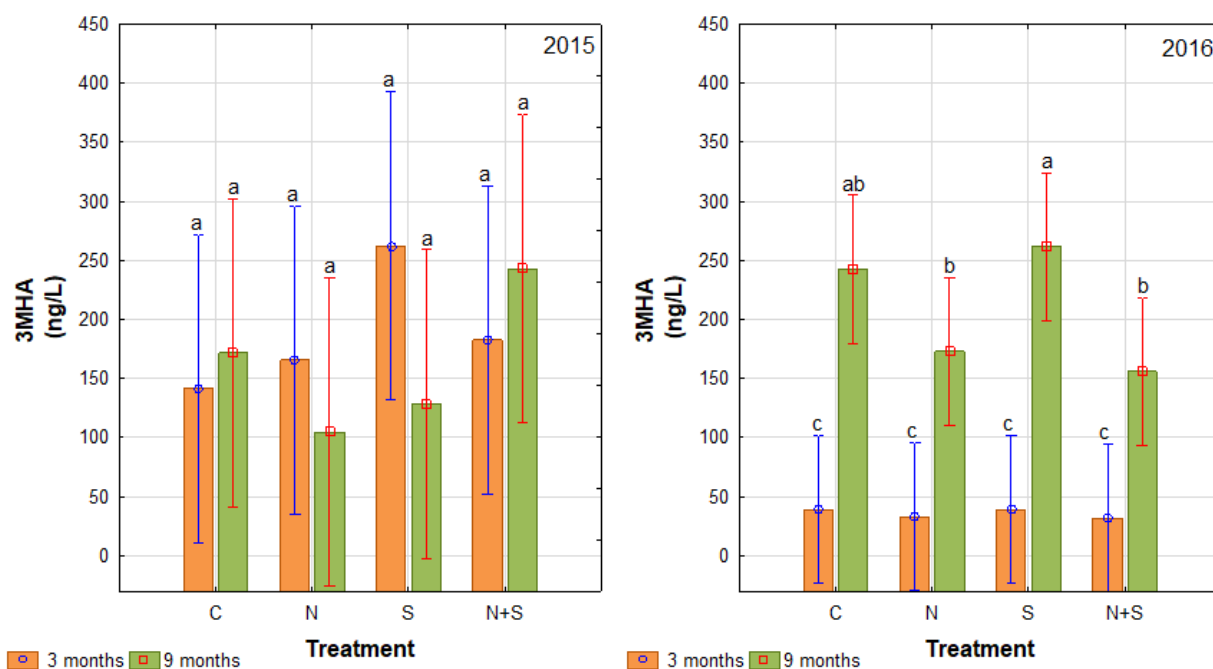 2015
450
400
350
300
250
200
150
100
50
0
3MHA
(ng/L)
a
a
a
a
a
a
a
a
C
N
S
N+S
Treatment
3 months
9 months
2016
450
400
350
300
250
200
150
100
50
0
3MHA
(ng/L)
c
ab
c
b
c
a
c
b
C
N
S
N+S
Treatment
3 months
9 months